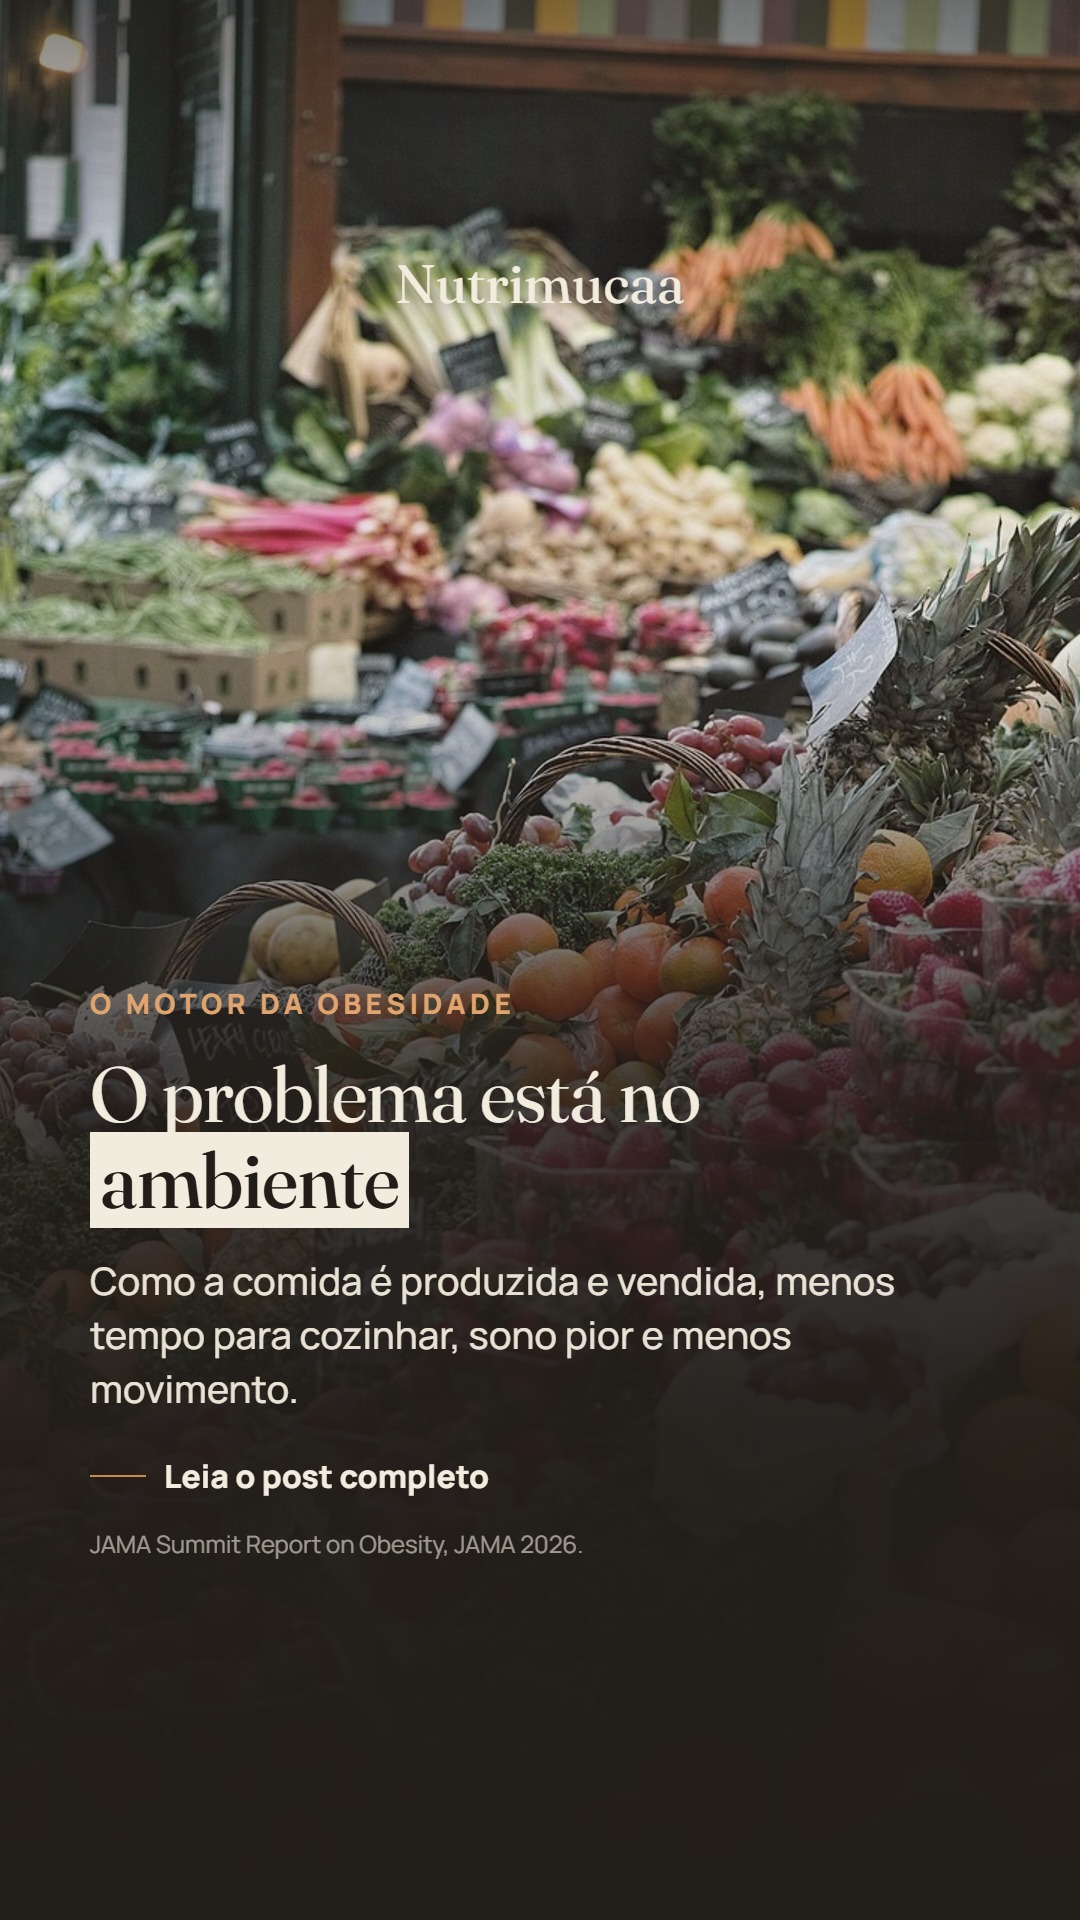 Nutrimucaa
O MOTOR DA OBESIDADE
O problema está no
ambiente
Como a comida é produzida e vendida, menos
tempo para cozinhar, sono pior e menos
movimento.
Leia o post completo
JAMA Summit Report on Obesity, JAMA 2026.